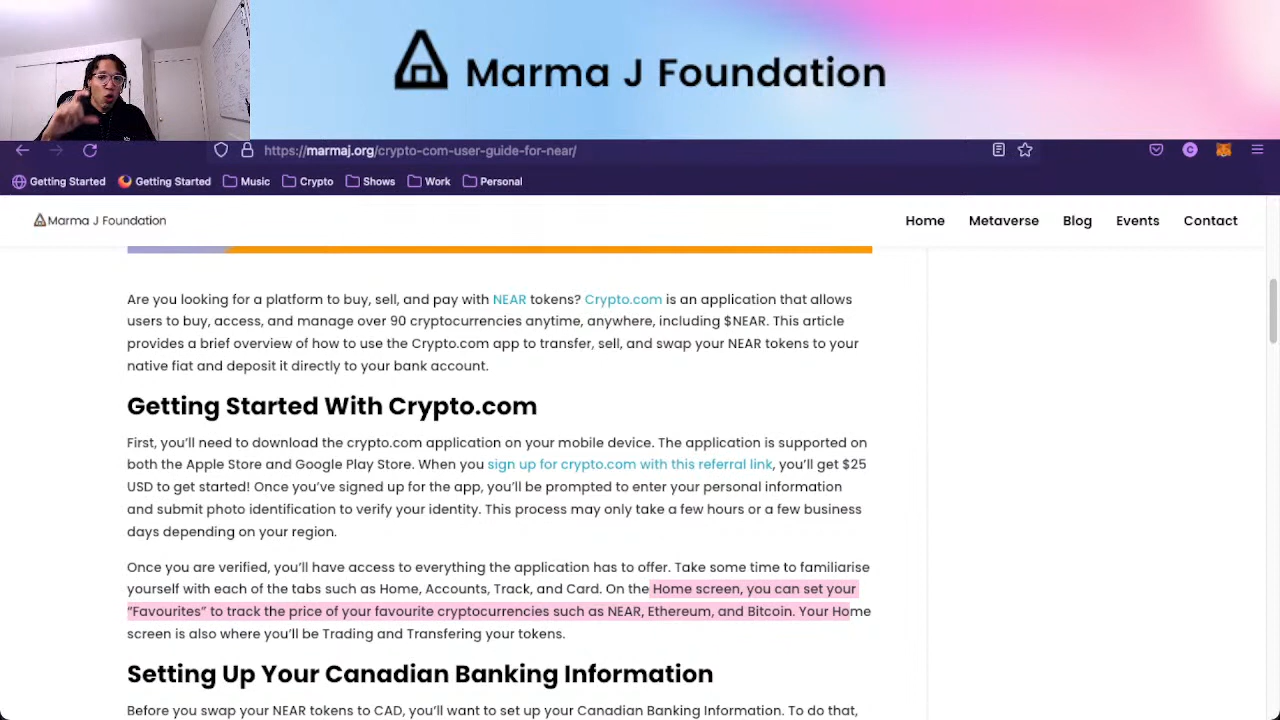 Marma J Foundation
https://marmaj.org/crypto-com-user-guide-for-near/
Getting Started Getting Started Music Crypto Shows Work Personal
Marma J Foundation Home Metaverse Blog Events Contact
Are you looking for a platform to buy, sell, and pay with NEAR tokens? Crypto.com is an application that allows
users to buy, access, and manage over 90 cryptocurrencies anytime, anywhere, including $NEAR. This article
provides a brief overview of how to use the Crypto.com app to transfer, sell, and swap your NEAR tokens to your
native fiat and deposit it directly to your bank account.
Getting Started With Crypto.com
First, you'll need to download the crypto.com application on your mobile device. The application is supported on
both the Apple Store and Google Play Store. When you sign up for crypto.com with this referral link, you'll get $25
USD to get started! Once you've signed up for the app, you'll be prompted to enter your personal information
and submit photo identification to verify your identity. This process may only take a few hours or a few business
days depending on your region.
Once you are verified, you'll have access to everything the application has to offer. Take some time to familiarise
yourself with each of the tabs such as Home, Accounts, Track, and Card. On the Home screen, you can set your
"Favourites" to track the price of your favourite cryptocurrencies such as NEAR, Ethereum, and Bitcoin. Your Home
screen is also where you'll be Trading and Transfering your tokens.
Setting Up Your Canadian Banking Information
Before you swap your NEAR tokens to CAD, you'll want to set up your Canadian Banking Information. To do that,